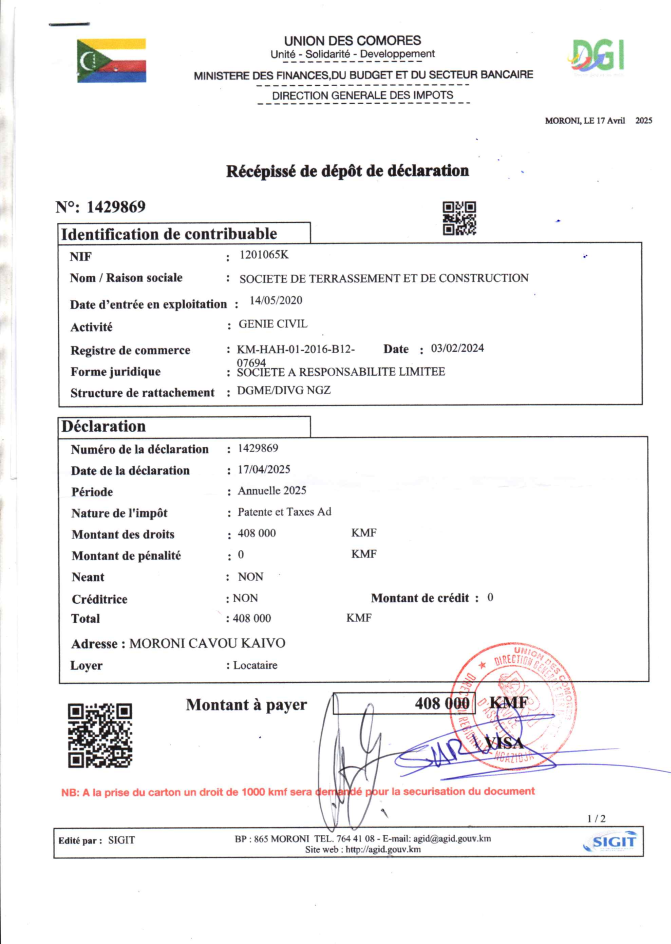 UNION DES COMORES
Unité - Solidarité - Developpement
MINISTERE DES FINANCES,DU BUDGET ET DU SECTEUR BANCAIRE
DIRECTION GENERALE DES IMPOTS
DGI
MORONI, LE 17 Avril 2025
Récépissé de dépôt de déclaration
N°: 1429869
Identification de contribuable
NIF : 1201065K
Nom / Raison sociale : SOCIETE DE TERRASSEMENT ET DE CONSTRUCTION
Date d'entrée en exploitation : 14/05/2020
Activité : GENIE CIVIL
Registre de commerce : KM-HAH-01-2016-B12- Date : 03/02/2024
07694
Forme juridique : SOCIETE A RESPONSABILITE LIMITEE
Structure de rattachement : DGME/DIVG NGZ
Déclaration
Numéro de la déclaration : 1429869
Date de la déclaration : 17/04/2025
Période : Annuelle 2025
Nature de l'impôt : Patente et Taxes Ad
Montant des droits : 408 000 KMF
Montant de pénalité : 0 KMF
Neant : NON
Créditrice : NON Montant de crédit : 0
Total : 408 000 KMF
Adresse : MORONI CAVOU KAIVO
Loyer : Locataire
Montant à payer 408 000 KMF
VISA
UNION DES COMORES
NB: A la prise du carton un droit de 1000 kmf sera demandé pour la securisation du document
1 / 2
Edité par : SIGIT
BP : 865 MORONI TEL. 764 41 08 - E-mail: agid@agid.gouv.km
Site web : http://agid.gouv.km
SIGIT